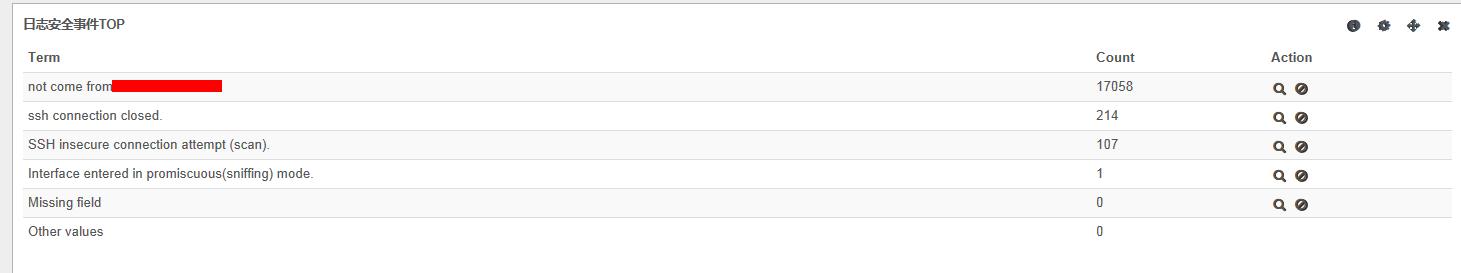 日志安全事件TOP
Term Count Action
not come from 17058
ssh connection closed. 214
SSH insecure connection attempt (scan). 107
Interface entered in promiscuous(sniffing) mode. 1
Missing field 0
Other values 0